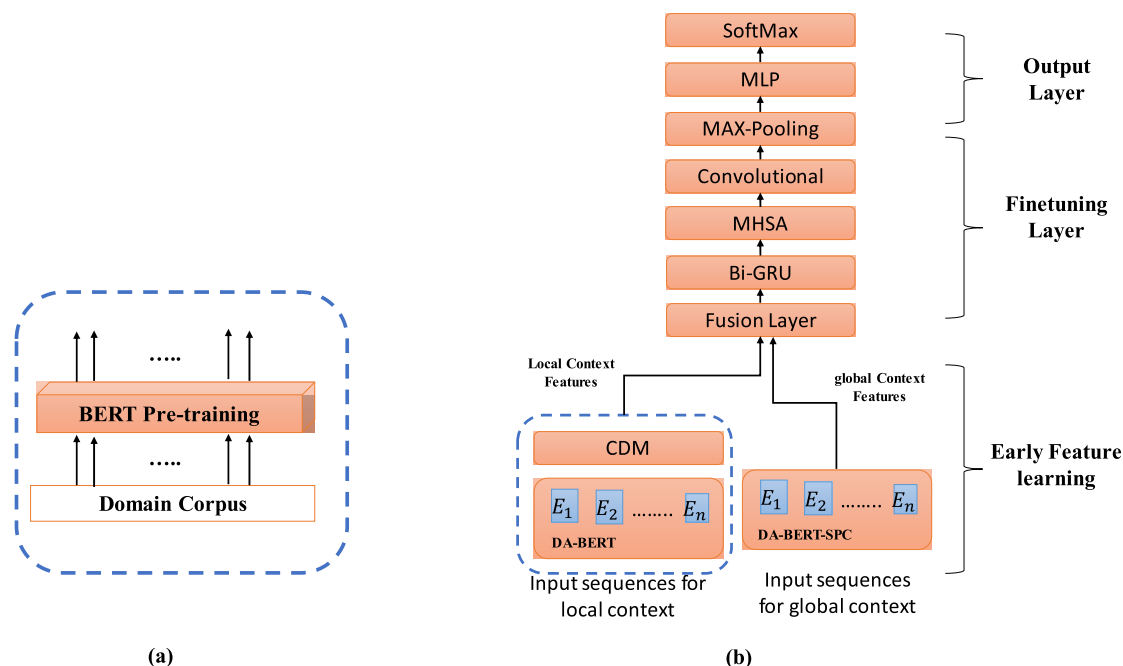 BERT Pre-training
…..
…..
Domain Corpus
(a)
SoftMax
MLP
MAX-Pooling
Convolutional
MHSA
Bi-GRU
Fusion Layer
Output
Layer
Finetuning
Layer
Local Context
Features
global Context
Features
CDM
E1 E2 ........ En
DA-BERT
E1 E2 ........ En
DA-BERT-SPC
Early Feature
learning
Input sequences for
local context
Input sequences
for global context
(b)